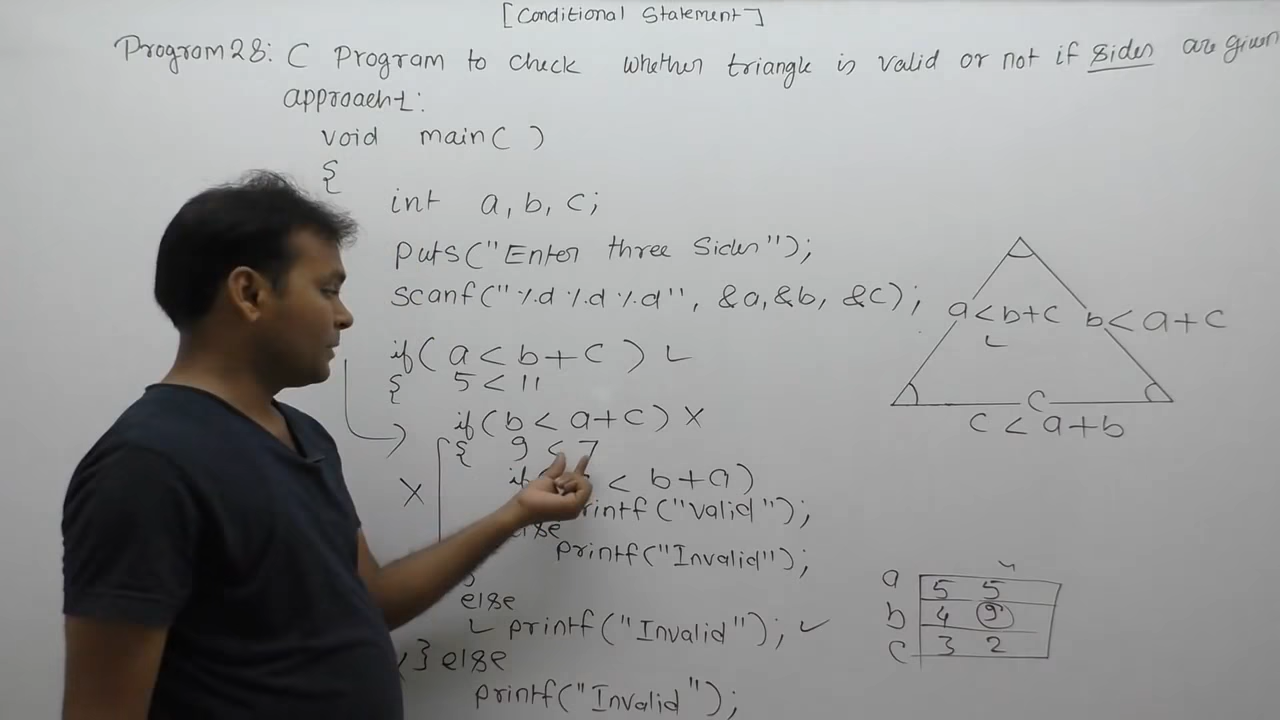 [Conditional Statement]
Program 28: C Program to check whether triangle is valid or not if sides are given
approach-1:
void main( )
{
int a, b, c;
puts("Enter three Sides");
scanf("%d %d %d", &a, &b, &c);
if( a < b + c )
{ 5 < 11
if( b < a + c ) X
{ 9 < 7
if < b + a)
printf("Valid");
else
printf("Invalid");
}
else
printf("Invalid");
} else
printf("Invalid");
X
a < b + c
b < a + c
c
c < a + b
a 5 5
b 4 9
c 3 2